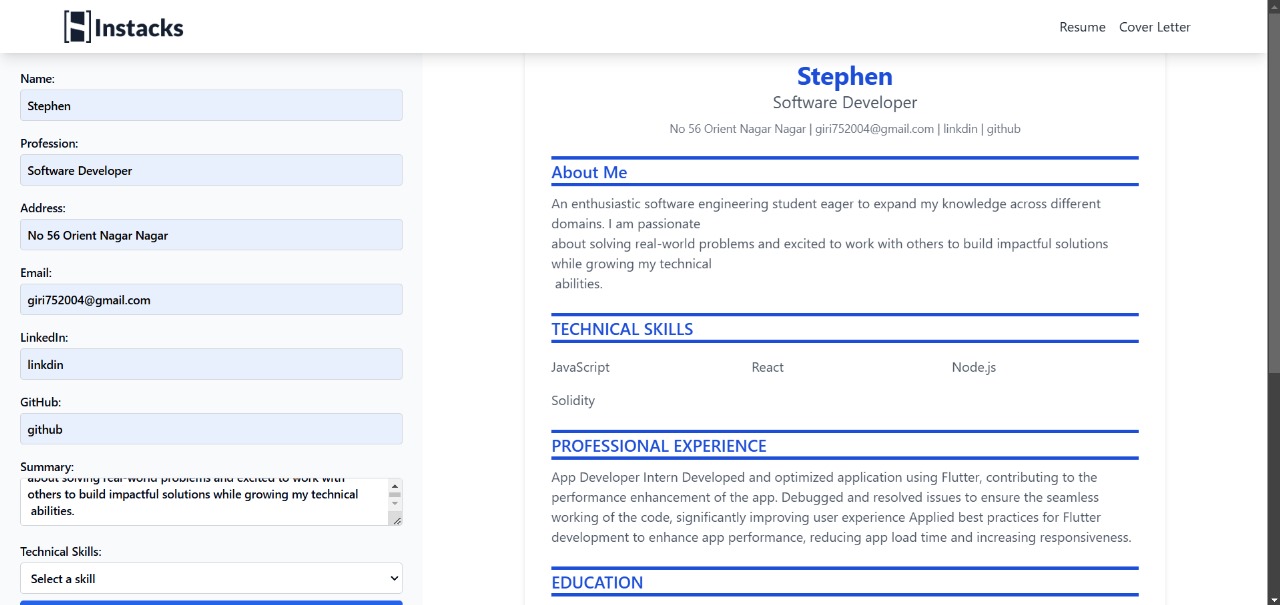 Instacks
Resume Cover Letter
Name:
Stephen
Profession:
Software Developer
Address:
No 56 Orient Nagar Nagar
Email:
giri752004@gmail.com
LinkedIn:
linkdin
GitHub:
github
Summary:
about solving real-world problems and excited to work with
others to build impactful solutions while growing my technical
abilities.
Technical Skills:
Select a skill
Stephen
Software Developer
No 56 Orient Nagar Nagar | giri752004@gmail.com | linkdin | github
About Me
An enthusiastic software engineering student eager to expand my knowledge across different
domains. I am passionate
about solving real-world problems and excited to work with others to build impactful solutions
while growing my technical
abilities.
TECHNICAL SKILLS
JavaScript React Node.js
Solidity
PROFESSIONAL EXPERIENCE
App Developer Intern Developed and optimized application using Flutter, contributing to the
performance enhancement of the app. Debugged and resolved issues to ensure the seamless
working of the code, significantly improving user experience Applied best practices for Flutter
development to enhance app performance, reducing app load time and increasing responsiveness.
EDUCATION